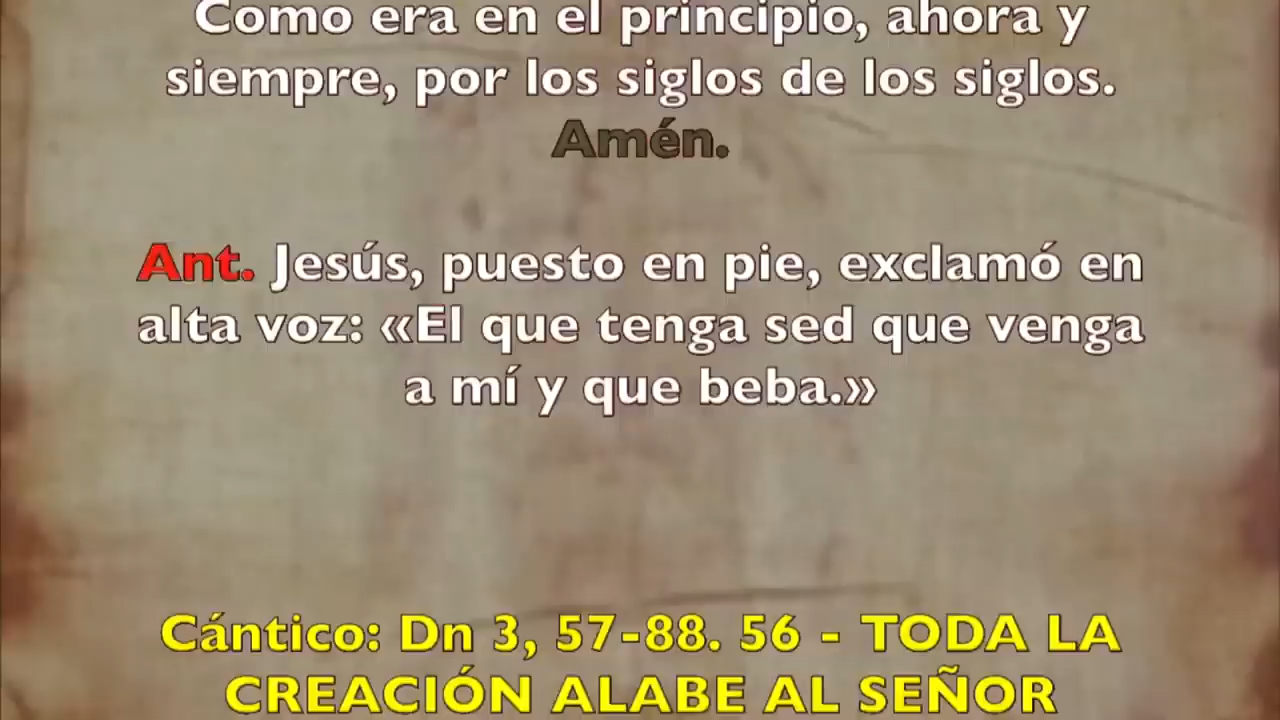 Como era en el principio, ahora y
siempre, por los siglos de los siglos.
Amén.
Ant. Jesús, puesto en pie, exclamó en
alta voz: «El que tenga sed que venga
a mí y que beba.»
Cántico: Dn 3, 57-88. 56 - TODA LA
CREACIÓN ALABE AL SEÑOR